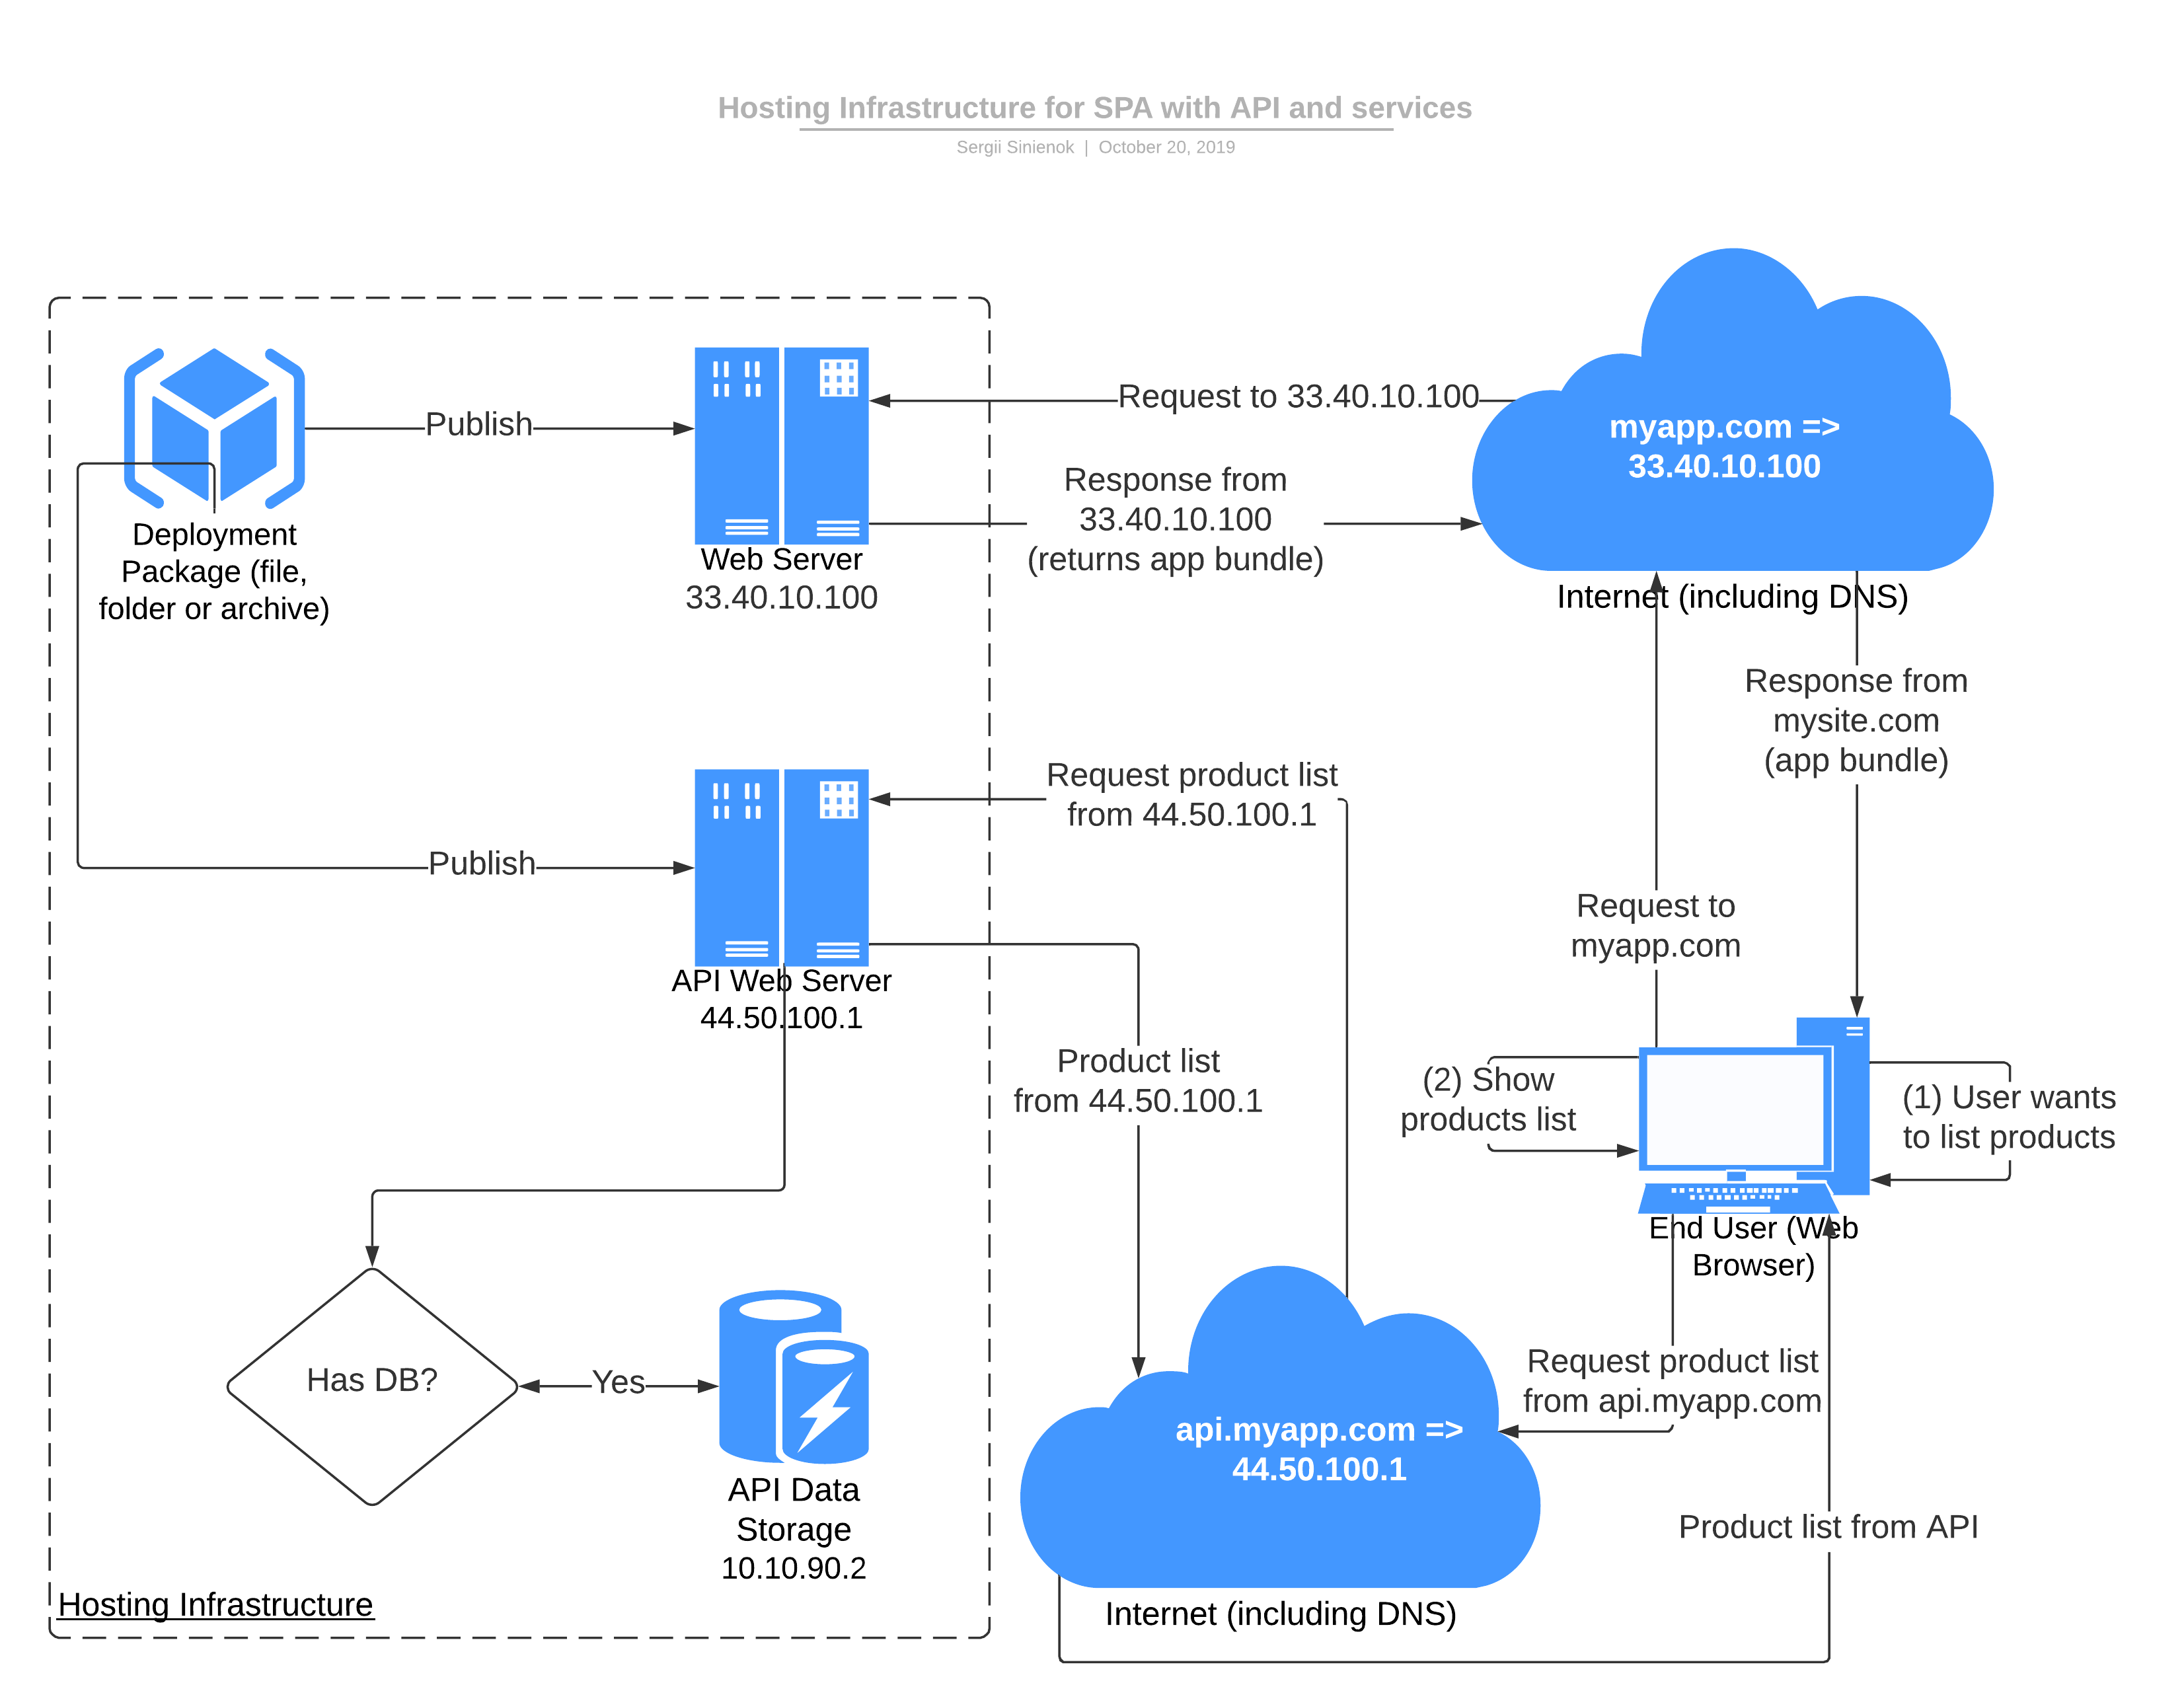 Hosting Infrastructure for SPA with API and services
Sergii Sinienok | October 20, 2019
Publish
Deployment
Package (file,
folder or archive)
Web Server
33.40.10.100
Request to 33.40.10.100
Response from
33.40.10.100
(returns app bundle)
myapp.com =>
33.40.10.100
Internet (including DNS)
Response from
mysite.com
(app bundle)
Request to
myapp.com
Publish
API Web Server
44.50.100.1
Request product list
from 44.50.100.1
Product list
from 44.50.100.1
(2) Show
products list
(1) User wants
to list products
End User (Web
Browser)
Has DB?
Yes
API Data
Storage
10.10.90.2
Hosting Infrastructure
api.myapp.com =>
44.50.100.1
Internet (including DNS)
Request product list
from api.myapp.com
Product list from API